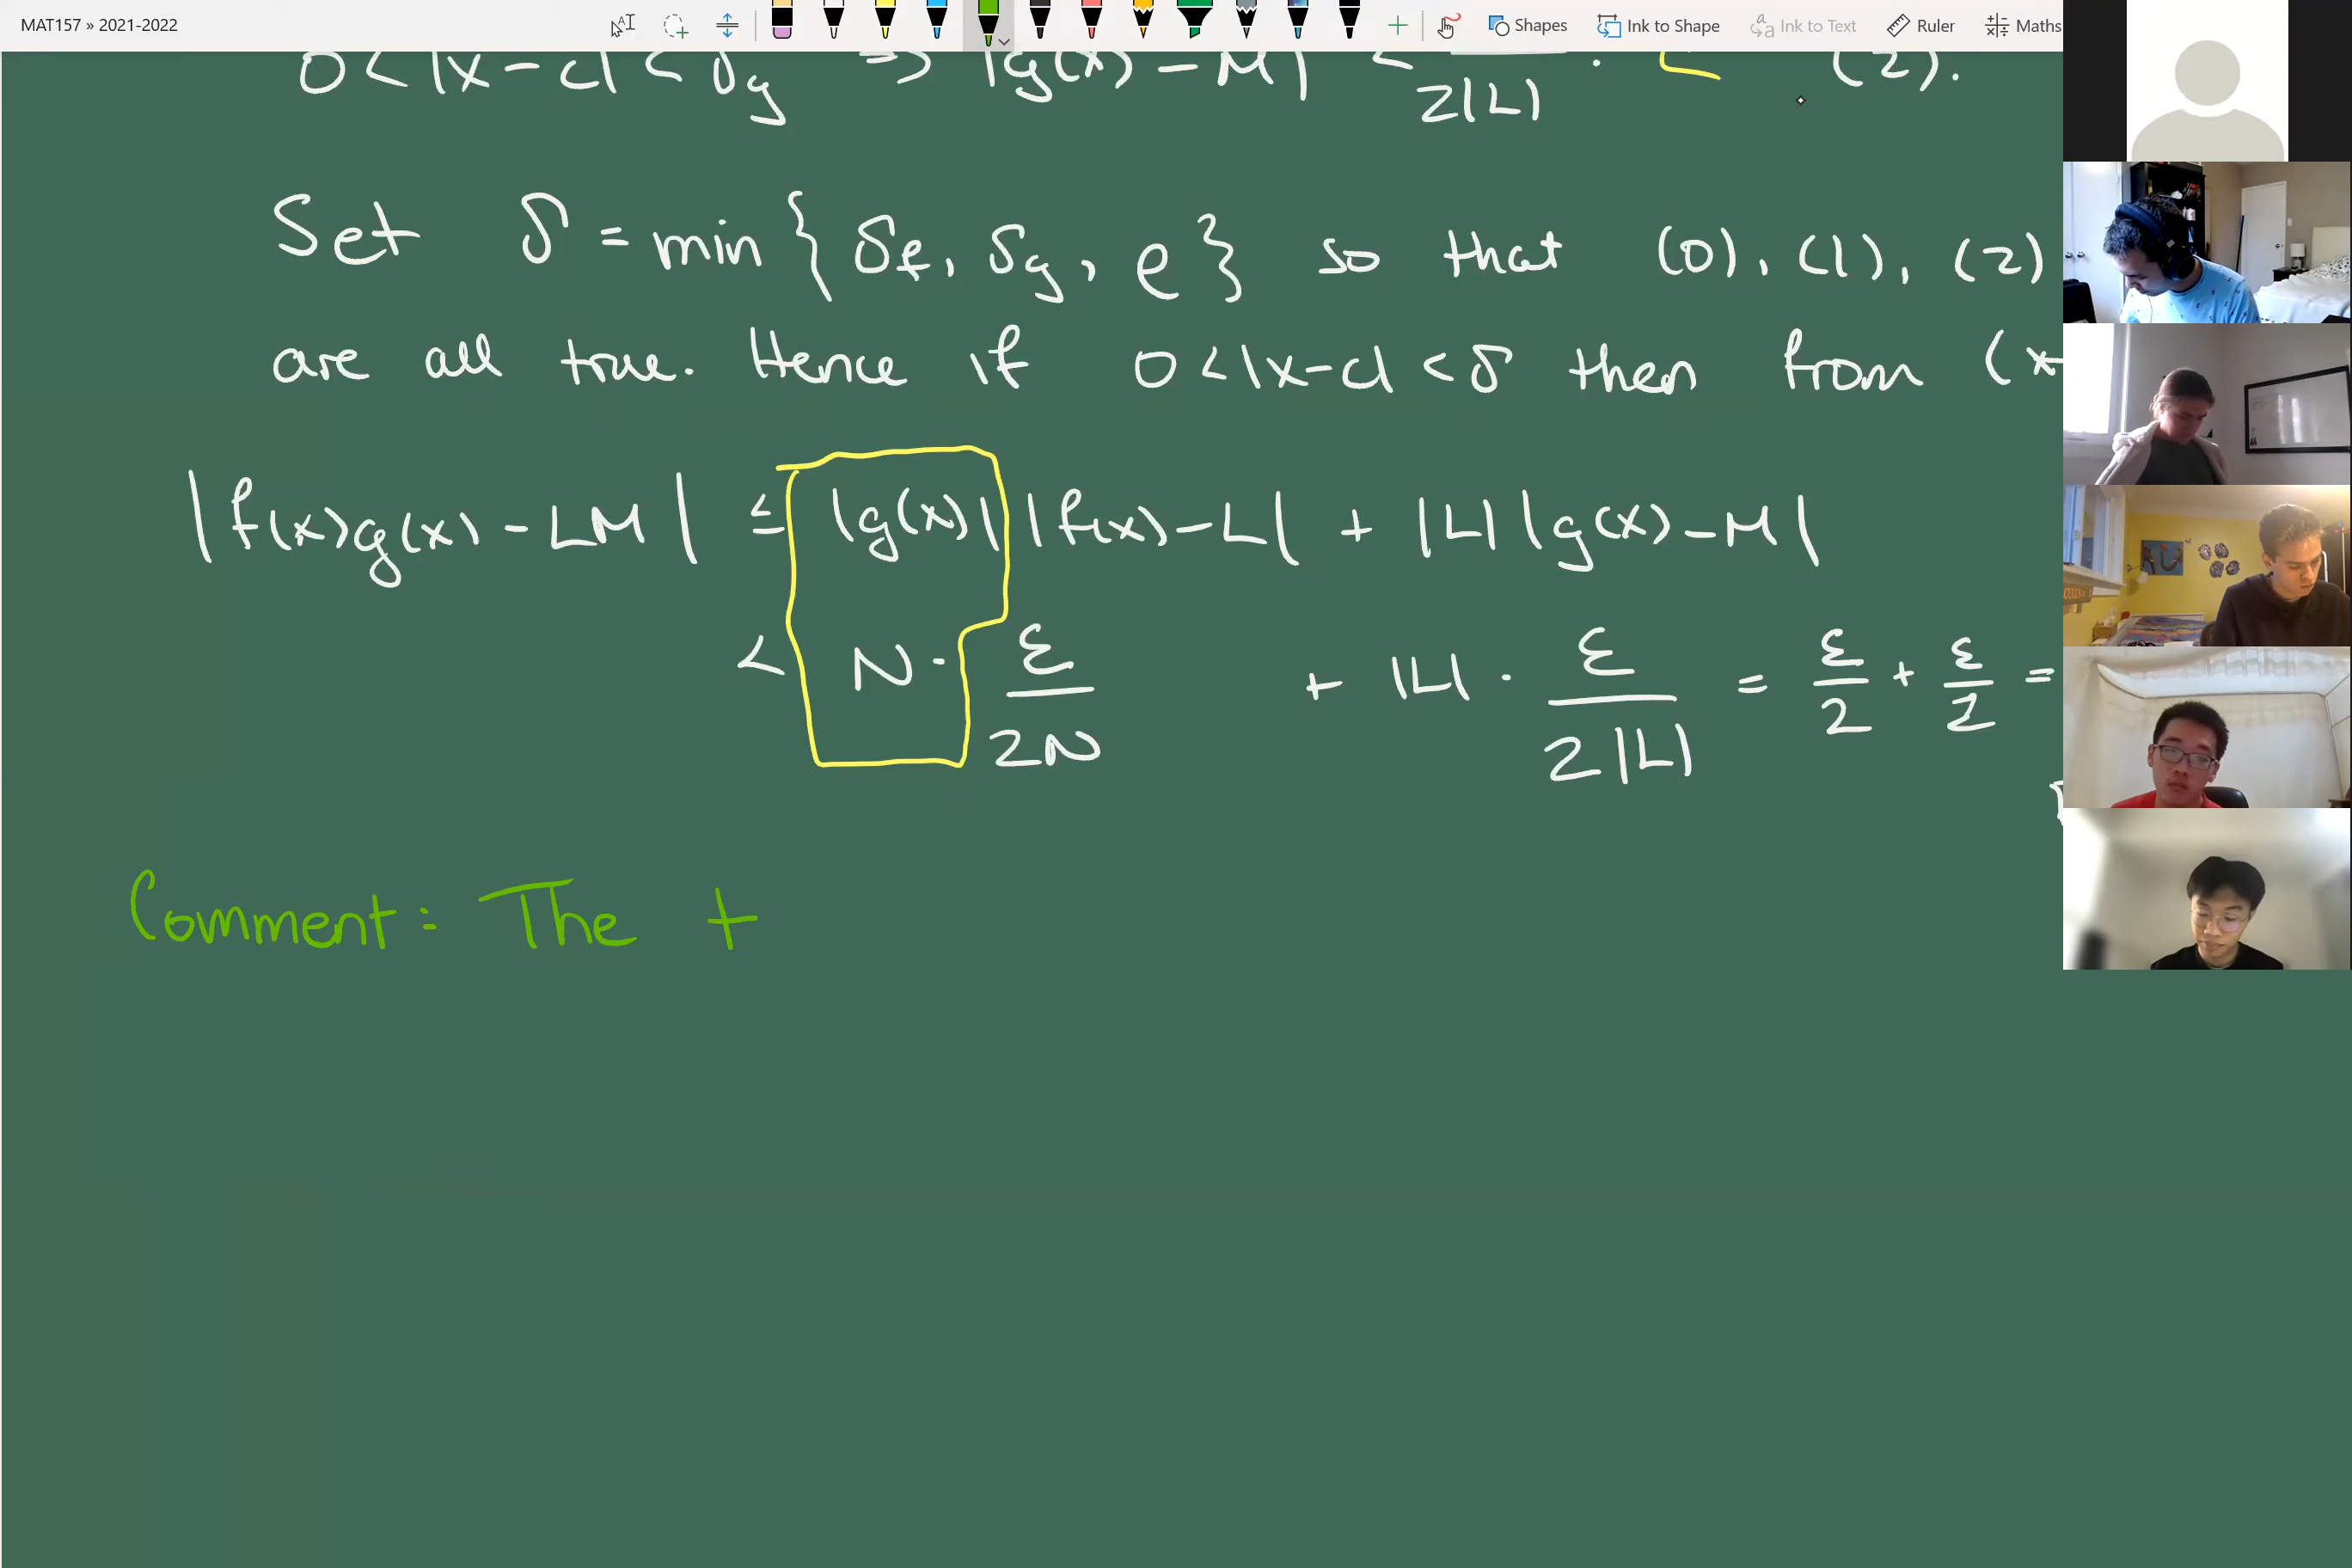 MAT157 » 2021-2022
Shapes Ink to Shape Ink to Text Ruler Maths
0 < |x - c| < δg ⇒ |g(x) - M| < / 2|L| . (2).
Set δ = min { δf, δg, ρ } so that (0), (1), (2)
are all true. Hence if 0 < |x-c| < δ then from (*
|f(x)g(x) - LM| ≤ |g(x)| |f(x) - L| + |L| |g(x) - M|
< N · ε/2N + |L| · ε/2|L| = ε/2 + ε/2 =
Comment: The t